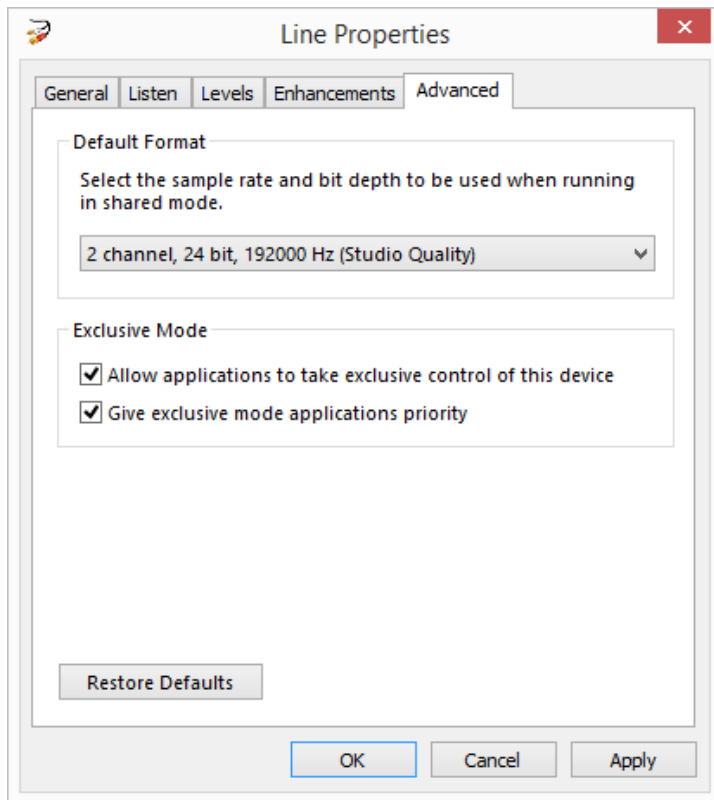 Line Properties
General Listen Levels Enhancements Advanced
Default Format
Select the sample rate and bit depth to be used when running
in shared mode.
2 channel, 24 bit, 192000 Hz (Studio Quality)
Exclusive Mode
Allow applications to take exclusive control of this device
Give exclusive mode applications priority
Restore Defaults
OK Cancel Apply